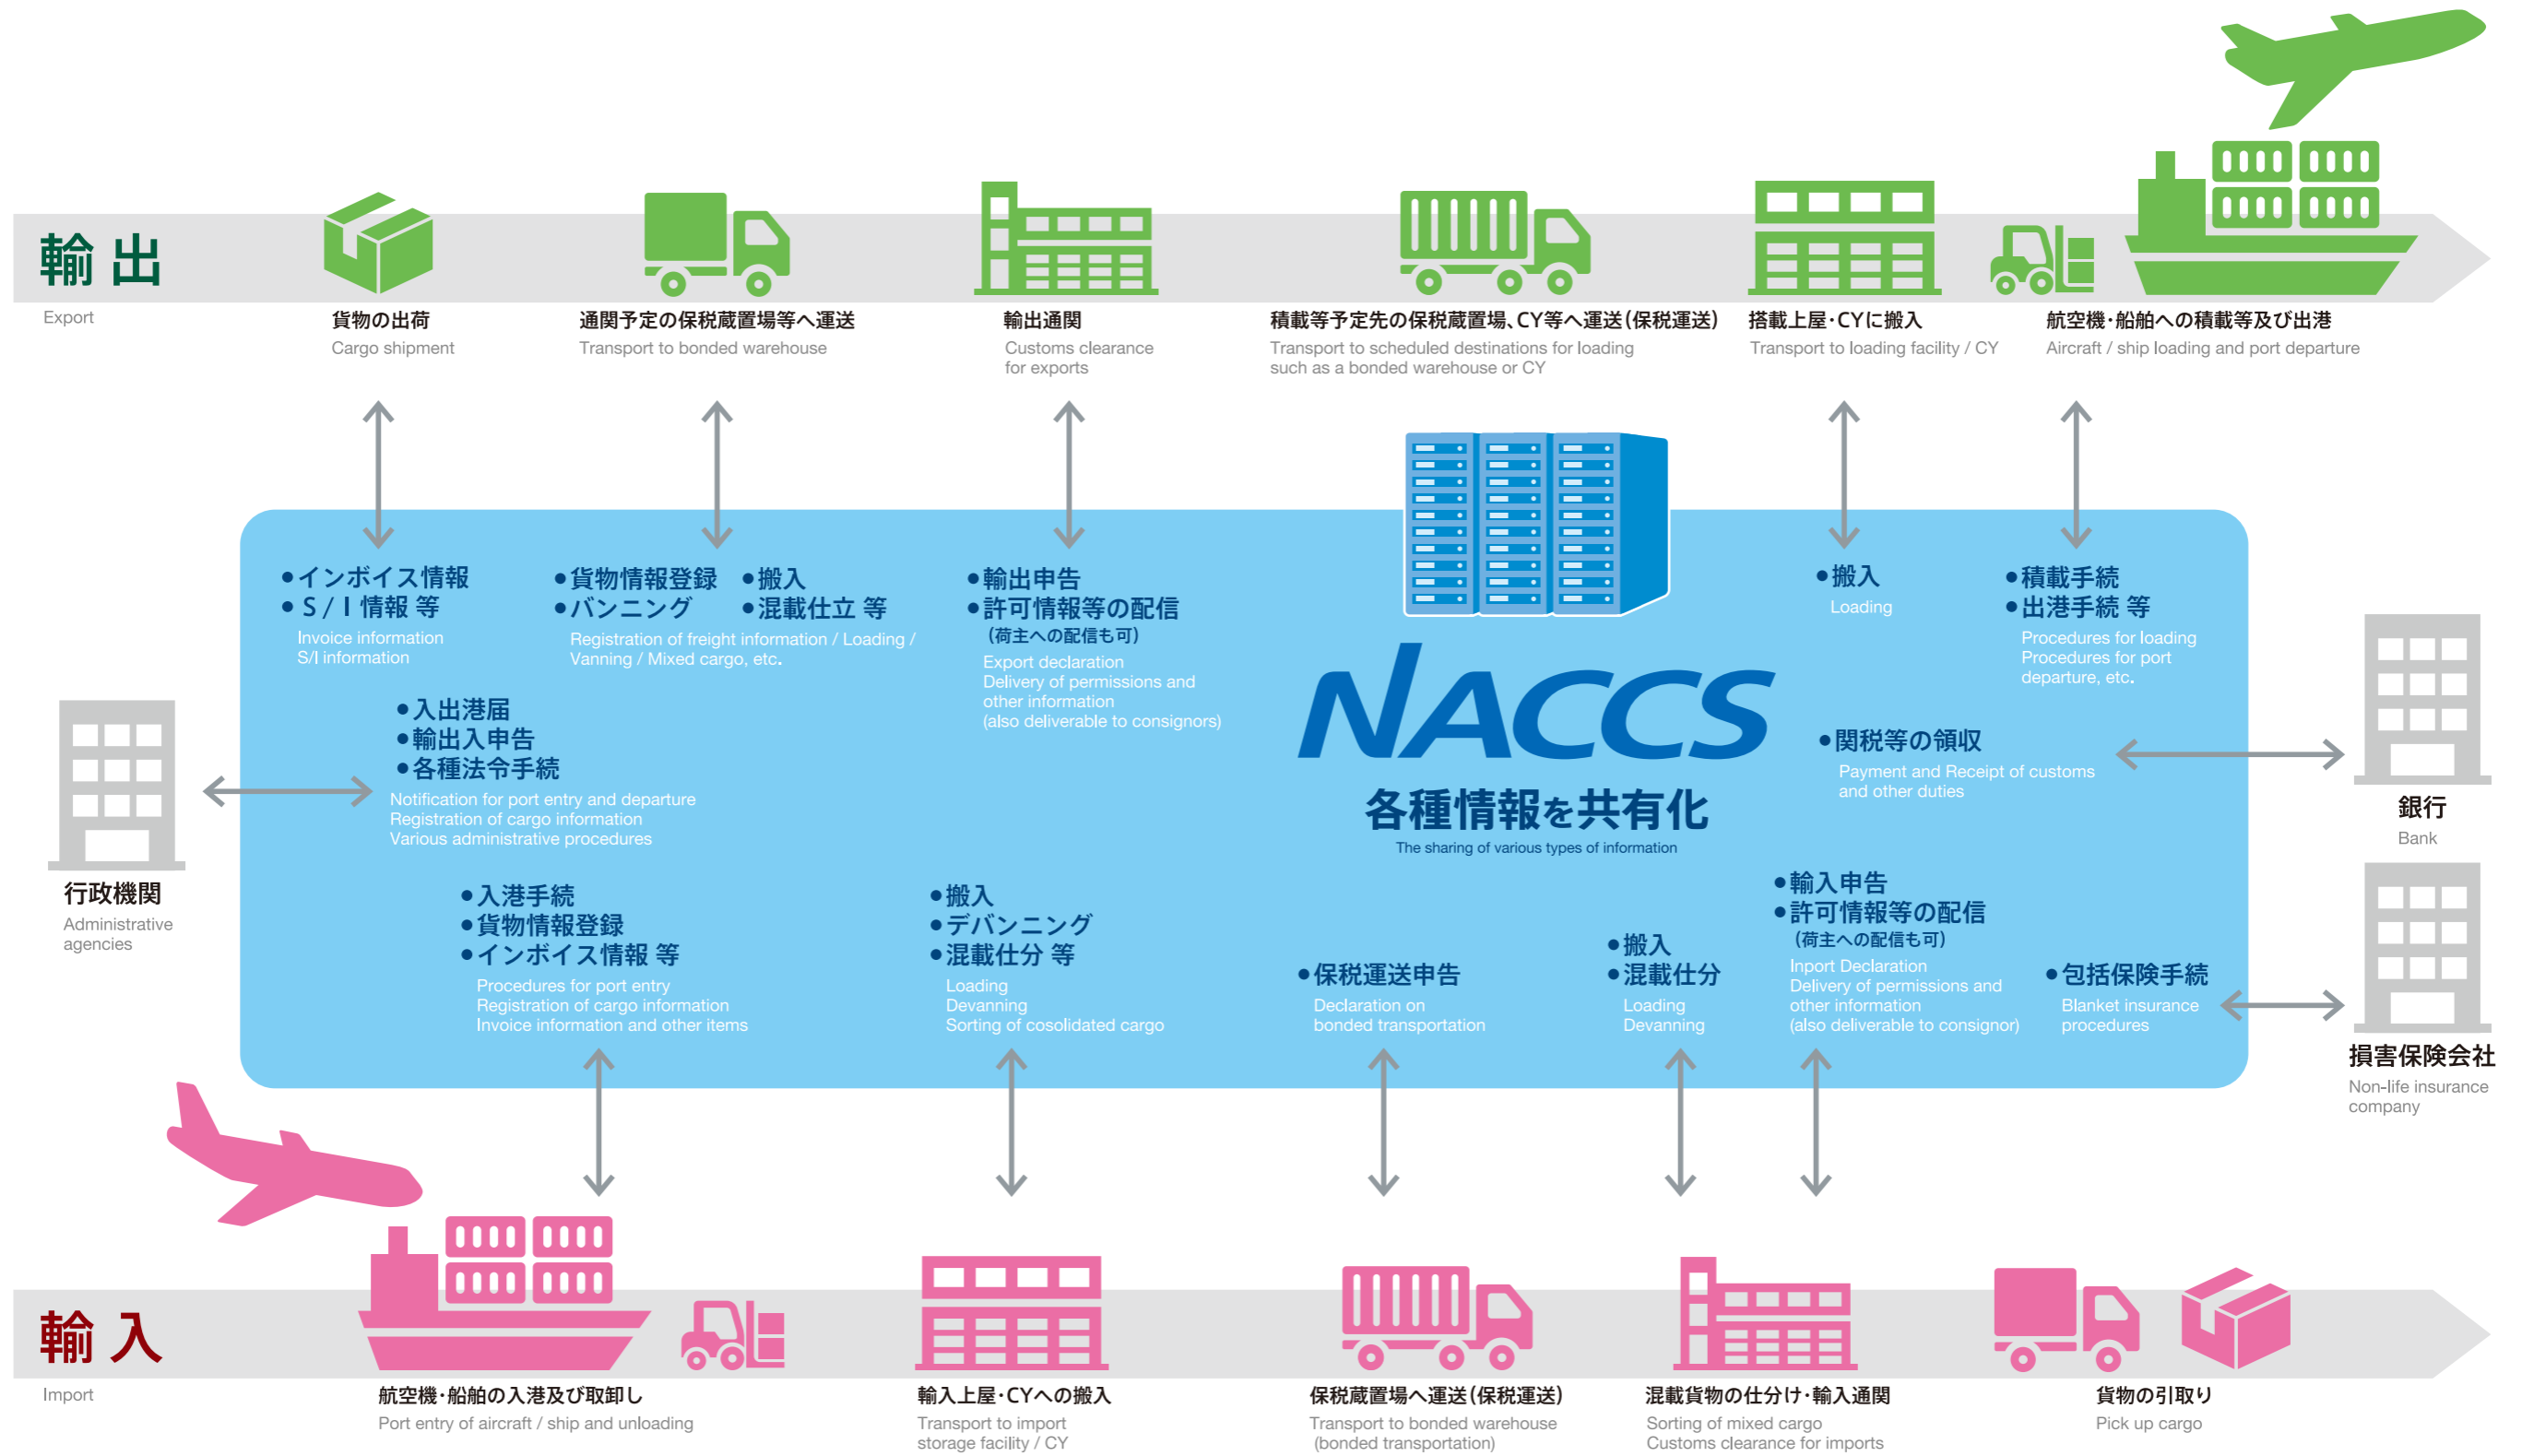 輸出
Export
貨物の出荷
Cargo shipment
通関予定の保税蔵置場等へ運送
Transport to bonded warehouse
輸出通関
Customs clearance
for exports
積載等予定先の保税蔵置場、CY等へ運送(保税運送)
Transport to scheduled destinations for loading
such as a bonded warehouse or CY
搭載上屋・CYに搬入
Transport to loading facility / CY
航空機・船舶への積載等及び出港
Aircraft / ship loading and port departure
●インボイス情報
●S/I情報 等
Invoice information
S/I information
●貨物情報登録 ●搬入
●バンニング ●混載仕立 等
Registration of freight information / Loading /
Vanning / Mixed cargo, etc.
●輸出申告
●許可情報等の配信
(荷主への配信も可)
Export declaration
Delivery of permissions and
other information
(also deliverable to consignors)
●搬入
Loading
●積載手続
●出港手続 等
Procedures for loading
Procedures for port
departure, etc.
●入出港届
●輸出入申告
●各種法令手続
Notification for port entry and departure
Registration of cargo information
Various administrative procedures
行政機関
Administrative
agencies
NACCS
各種情報を共有化
The sharing of various types of information
●関税等の領収
Payment and Receipt of customs
and other duties
銀行
Bank
●入港手続
●貨物情報登録
●インボイス情報 等
Procedures for port entry
Registration of cargo information
Invoice information and other items
●搬入
●デバンニング
●混載仕分 等
Loading
Devanning
Sorting of cosolidated cargo
●保税運送申告
Declaration on
bonded transportation
●搬入
●混載仕分
Loading
Devanning
●輸入申告
●許可情報等の配信
(荷主への配信も可)
Inport Declaration
Delivery of permissions and
other information
(also deliverable to consignor)
●包括保険手続
Blanket insurance
procedures
損害保険会社
Non-life insurance
company
輸入
Import
航空機・船舶の入港及び取卸し
Port entry of aircraft / ship and unloading
輸入上屋・CYへの搬入
Transport to import
storage facility / CY
保税蔵置場へ運送(保税運送)
Transport to bonded warehouse
(bonded transportation)
混載貨物の仕分け・輸入通関
Sorting of mixed cargo
Customs clearance for imports
貨物の引取り
Pick up cargo